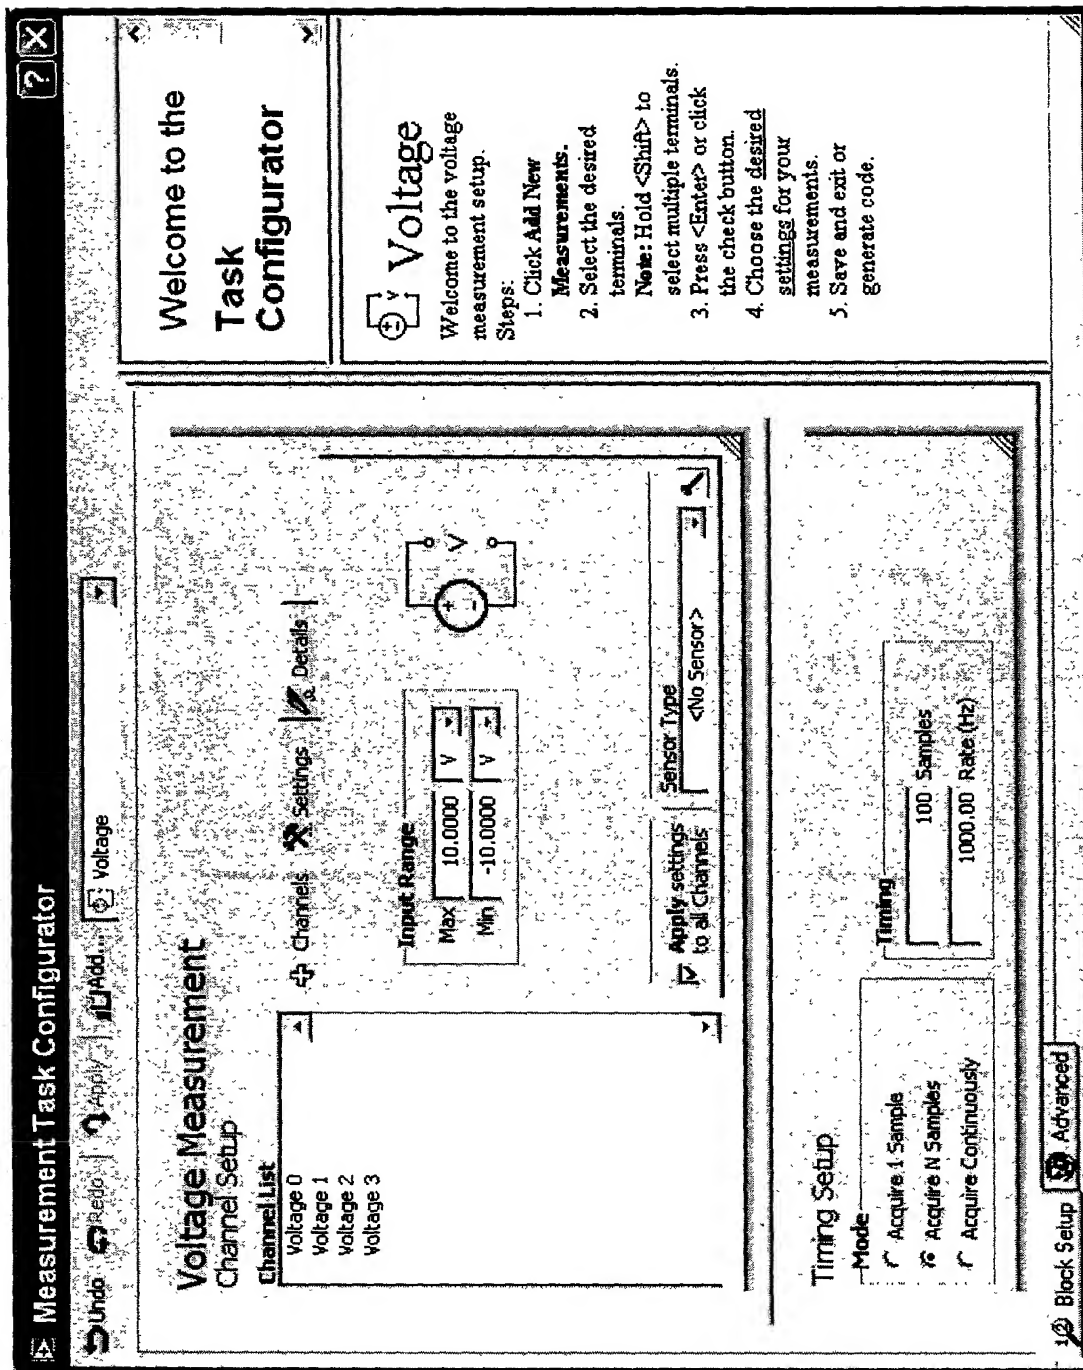 Measurement Task Configurator
Undo Redo Apply Add... Voltage
Voltage Measurement
Channel Setup
Channel List
Voltage 0
Voltage 1
Voltage 2
Voltage 3
Channels Settings Details
Input Range
Max 10.0000 V
Min -10.0000 V
V
Apply settings
to all channels
Sensor Type
<No Sensor>
Timing Setup
Mode
Acquire 1 Sample
Acquire N Samples
Acquire Continuously
Timing
100 Samples
1000.00 Rate (Hz)
Block Setup Advanced
Welcome to the
Task
Configurator
V Voltage
Welcome to the voltage
measurement setup.
Steps:
1. Click Add New
Measurements.
2. Select the desired
terminals.
Note: Hold <Shift> to
select multiple terminals.
3. Press <Enter> or click
the check button.
4. Choose the desired
settings for your
measurements.
5. Save and exit or
generate code.